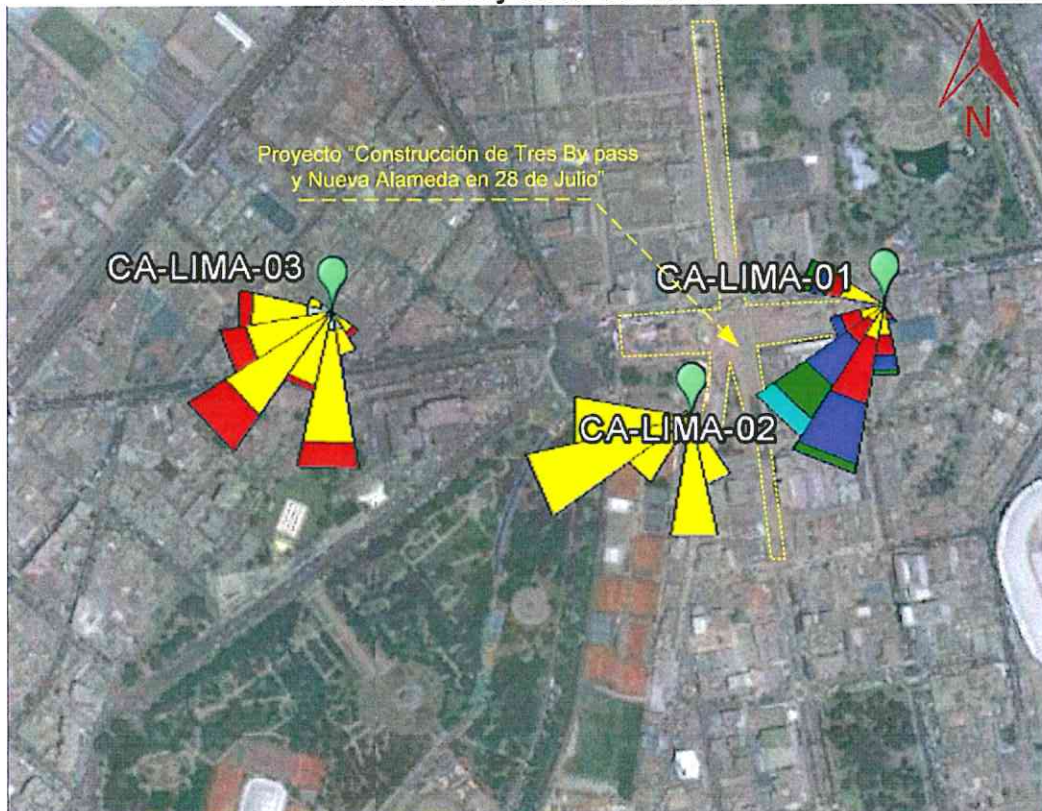 N
Proyecto "Construcción de Tres By pass
y Nueva Alameda en 28 de Julio"
CA-LIMA-03
CA-LIMA-01
CA-LIMA-02